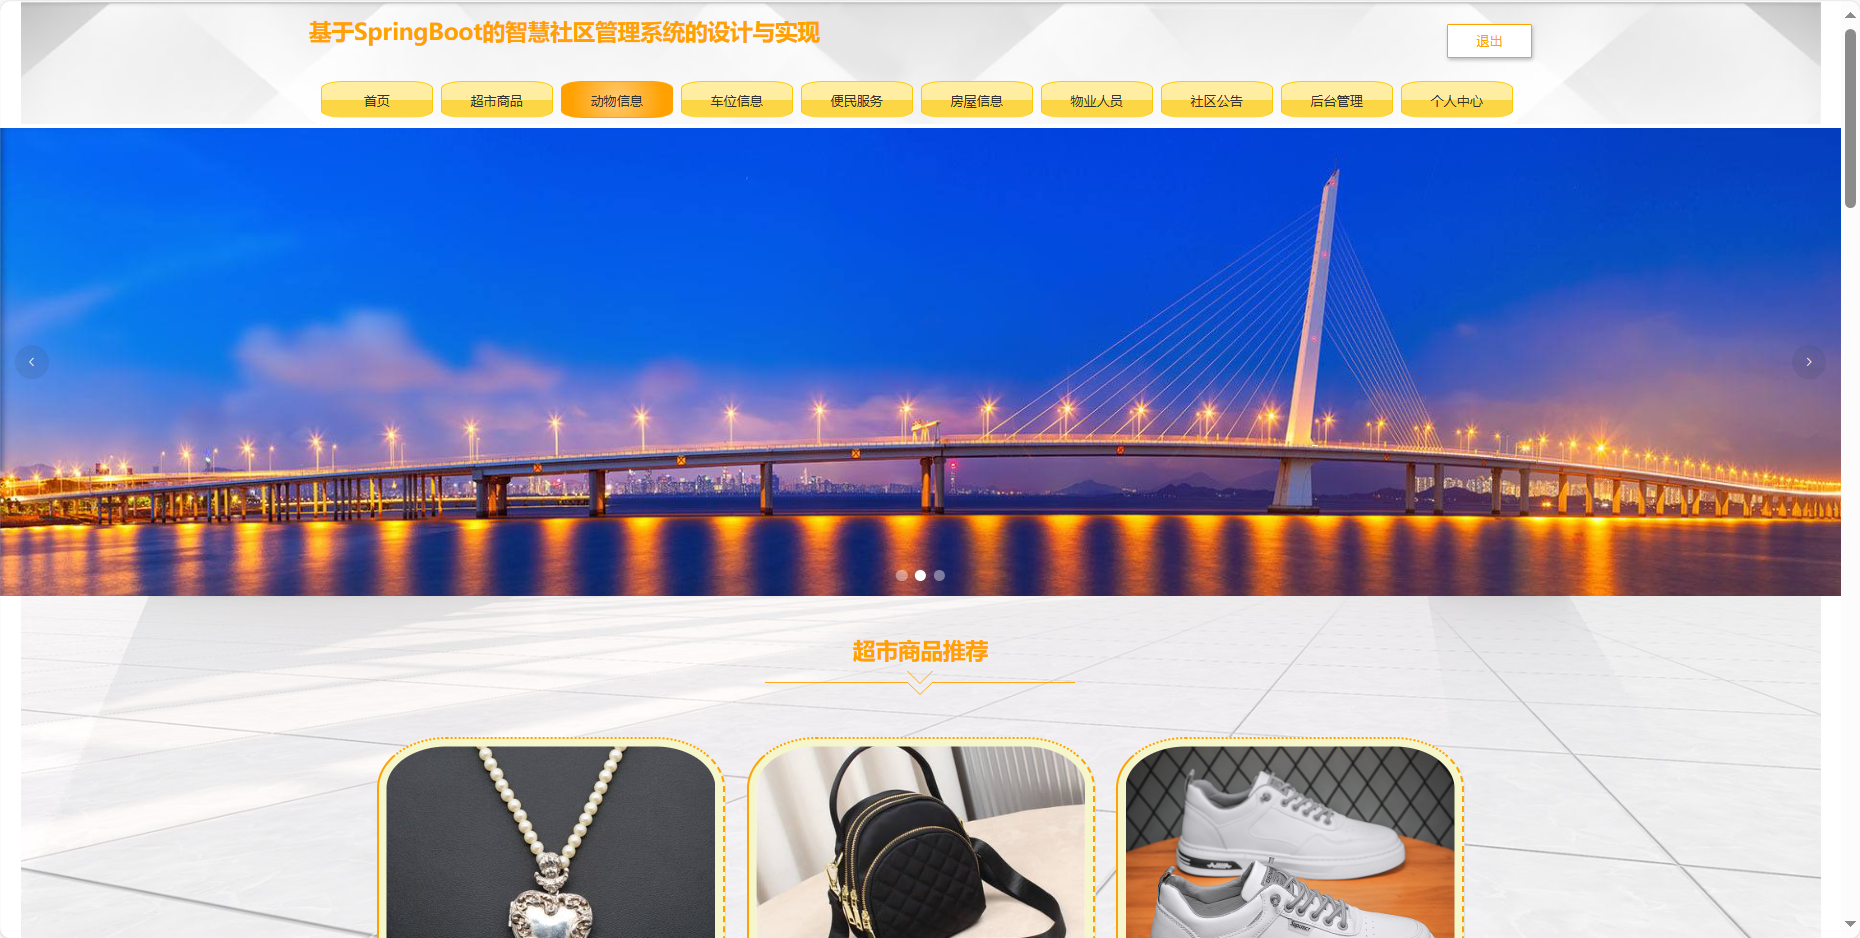 基于SpringBoot的智慧社区管理系统的设计与实现
退出
首页 超市商品 动物信息 车位信息 便民服务 房屋信息 物业人员 社区公告 后台管理 个人中心
超市商品推荐